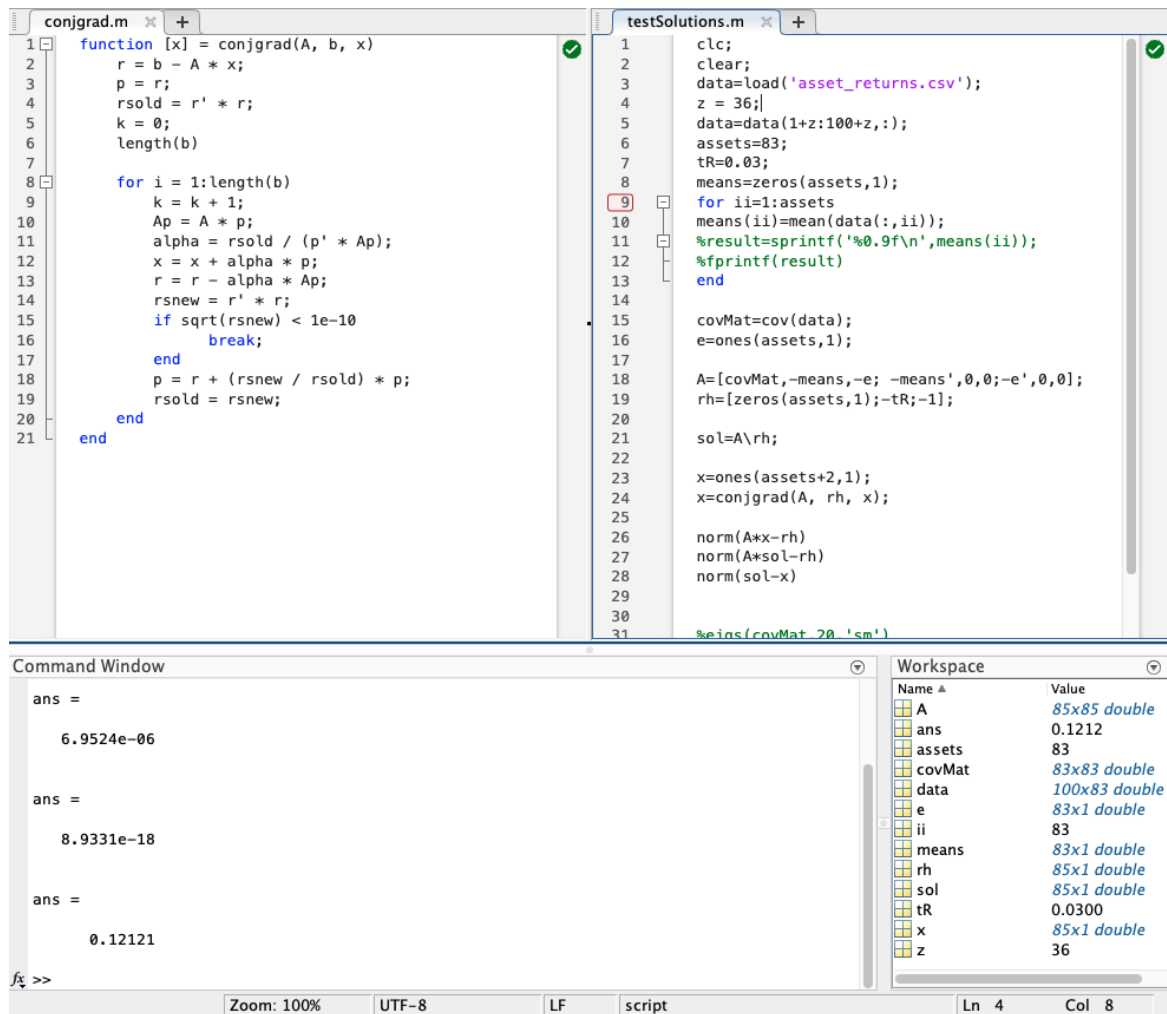 conjgrad.m × +
1 function [x] = conjgrad(A, b, x)
2 r = b - A * x;
3 p = r;
4 rsold = r' * r;
5 k = 0;
6 length(b)
7
8 for i = 1:length(b)
9 k = k + 1;
10 Ap = A * p;
11 alpha = rsold / (p' * Ap);
12 x = x + alpha * p;
13 r = r - alpha * Ap;
14 rsnew = r' * r;
15 if sqrt(rsnew) < 1e-10
16 break;
17 end
18 p = r + (rsnew / rsold) * p;
19 rsold = rsnew;
20 end
21 end
testSolutions.m × +
1 clc;
2 clear;
3 data=load('asset_returns.csv');
4 z = 36;
5 data=data(1+z:100+z,:);
6 assets=83;
7 tR=0.03;
8 means=zeros(assets,1);
9 for ii=1:assets
10 means(ii)=mean(data(:,ii));
11 %result=sprintf('%0.9f\n',means(ii));
12 %fprintf(result)
13 end
14
15 covMat=cov(data);
16 e=ones(assets,1);
17
18 A=[covMat,-means,-e; -means',0,0;-e',0,0];
19 rh=[zeros(assets,1);-tR;-1];
20
21 sol=A\rh;
22
23 x=ones(assets+2,1);
24 x=conjgrad(A, rh, x);
25
26 norm(A*x-rh)
27 norm(A*sol-rh)
28 norm(sol-x)
29
30
31 %eigs(covMat,20,'sm')
Command Window
ans =
6.9524e-06
ans =
8.9331e-18
ans =
0.12121
fx >>
Workspace
Name Value
A 85x85 double
ans 0.1212
assets 83
covMat 83x83 double
data 100x83 double
e 83x1 double
ii 83
means 83x1 double
rh 85x1 double
sol 85x1 double
tR 0.0300
x 85x1 double
z 36
Zoom: 100% UTF-8 LF script Ln 4 Col 8